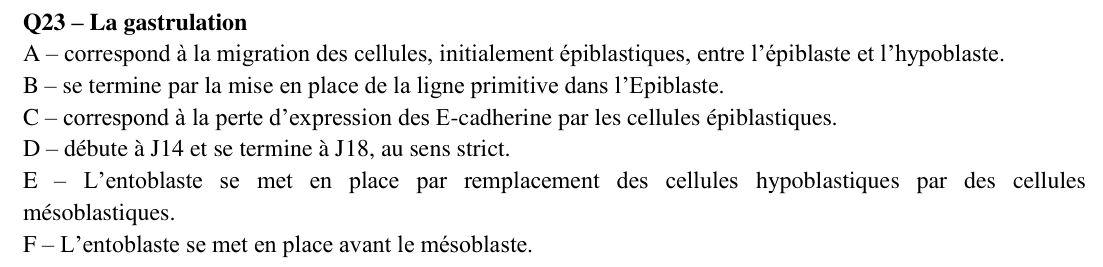 Q23 – La gastrulation
A – correspond à la migration des cellules, initialement épiblastiques, entre l’épiblaste et l’hypoblaste.
B – se termine par la mise en place de la ligne primitive dans l’Epiblaste.
C – correspond à la perte d’expression des E-cadherine par les cellules épiblastiques.
D – débute à J14 et se termine à J18, au sens strict.
E – L’entoblaste se met en place par remplacement des cellules hypoblastiques par des cellules
mésoblastiques.
F – L’entoblaste se met en place avant le mésoblaste.